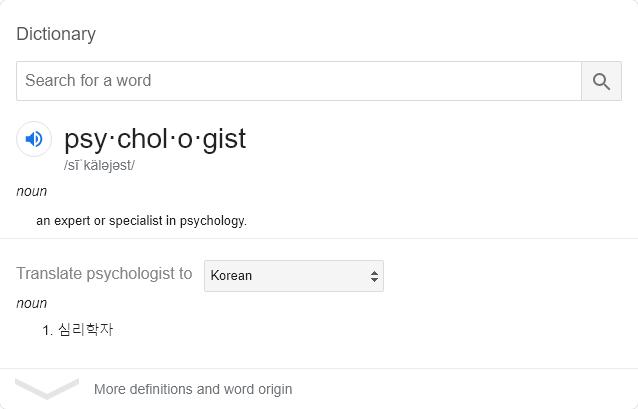 Dictionary
Search for a word
psy·chol·o·gist
/sīˈkäləjəst/
noun
an expert or specialist in psychology.
Translate psychologist to Korean
noun
1. 심리학자
More definitions and word origin